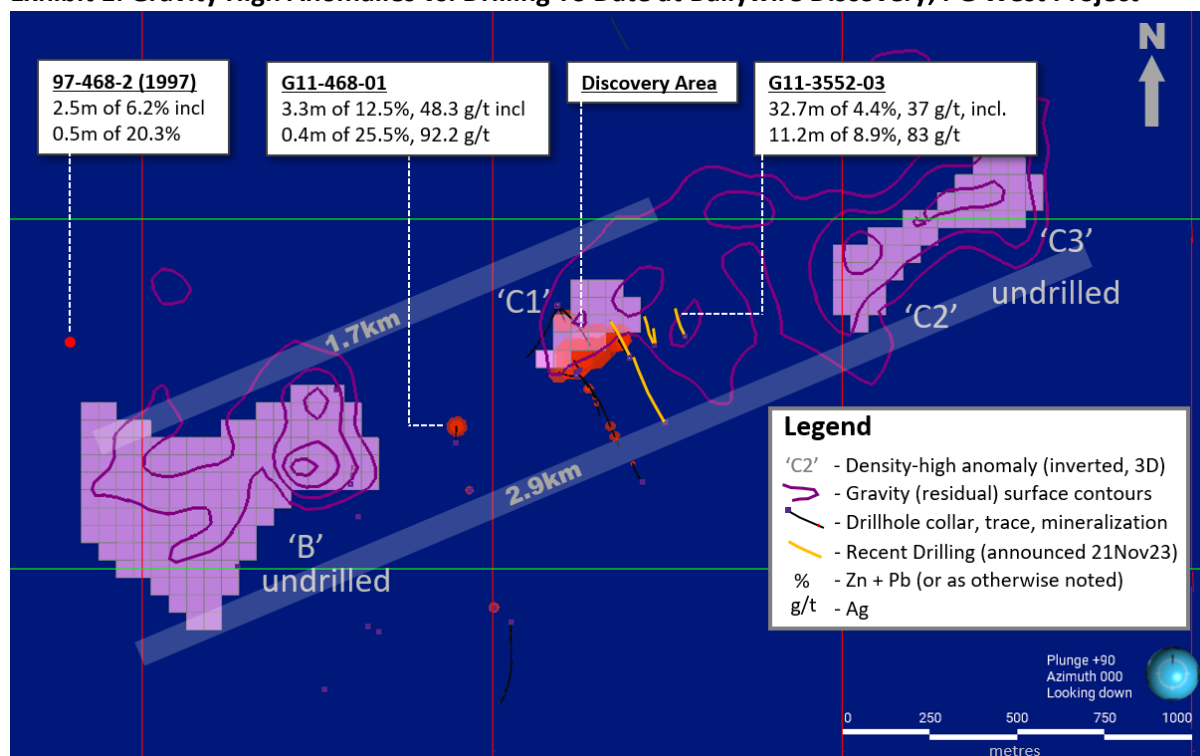 N
97-468-2 (1997)
2.5m of 6.2% incl
0.5m of 20.3%
G11-468-01
3.3m of 12.5%, 48.3 g/t incl
0.4m of 25.5%, 92.2 g/t
Discovery Area
G11-3552-03
32.7m of 4.4%, 37 g/t, incl.
11.2m of 8.9%, 83 g/t
'C3'
undrilled
'C1'
'C2'
1.7km
2.9km
'B'
undrilled
Legend
'C2' - Density-high anomaly (inverted, 3D)
- Gravity (residual) surface contours
- Drillhole collar, trace, mineralization
- Recent Drilling (announced 21Nov23)
% - Zn + Pb (or as otherwise noted)
g/t - Ag
Plunge +90
Azimuth 000
Looking down
0 250 500 750 1000
metres